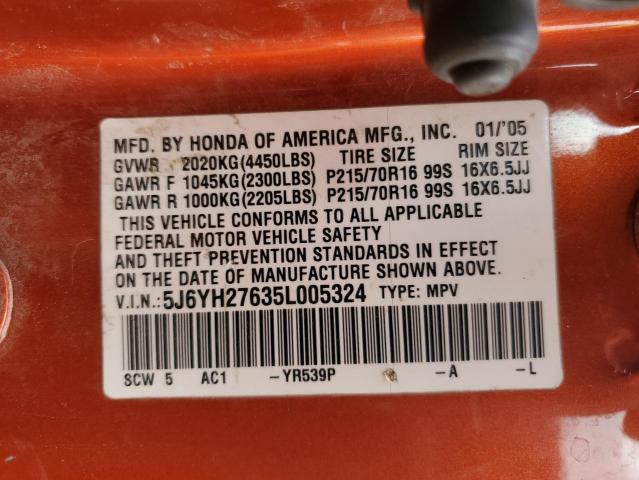 MFD. BY HONDA OF AMERICA MFG., INC. 01/'05
GVWR 2020KG(4450LBS) TIRE SIZE RIM SIZE
GAWR F 1045KG(2300LBS) P215/70R16 99S 16X6.5JJ
GAWR R 1000KG(2205LBS) P215/70R16 99S 16X6.5JJ
THIS VEHICLE CONFORMS TO ALL APPLICABLE
FEDERAL MOTOR VEHICLE SAFETY
AND THEFT PREVENTION STANDARDS IN EFFECT
ON THE DATE OF MANUFACTURE SHOWN ABOVE.
V.I.N.: 5J6YH27635L005324 TYPE: MPV
SCW 5 AC1 -YR539P -A -L